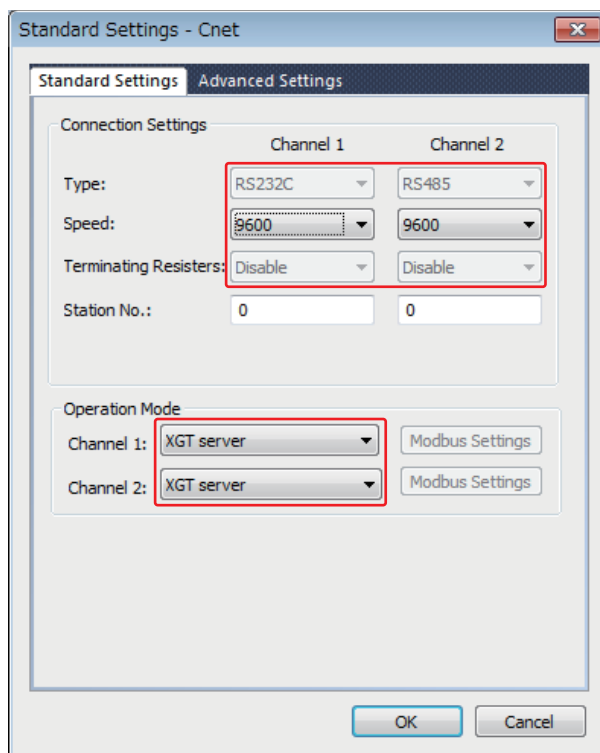 Standard Settings - Cnet
Standard Settings Advanced Settings
Connection Settings
Channel 1 Channel 2
Type: RS232C RS485
Speed: 9600 9600
Terminating Resisters: Disable Disable
Station No.: 0 0
Operation Mode
Channel 1: XGT server Modbus Settings
Channel 2: XGT server Modbus Settings
OK Cancel